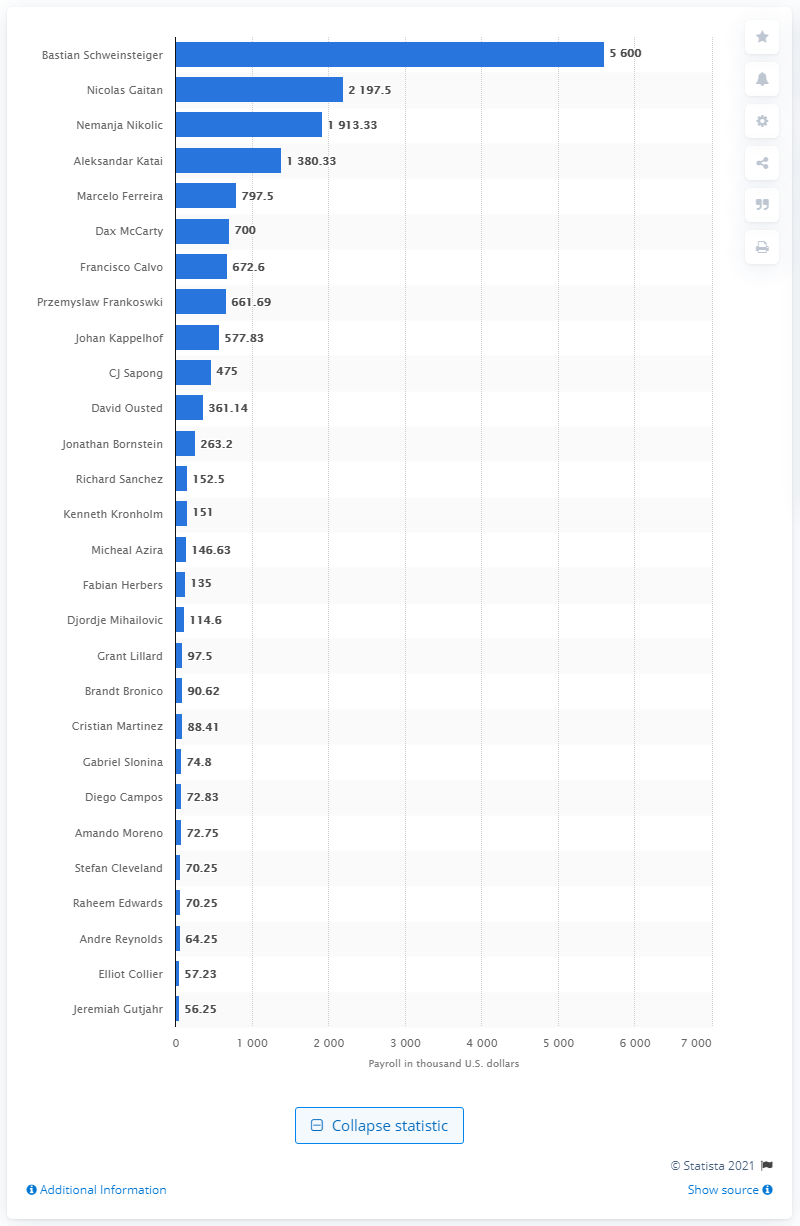 Bastian Schweinsteiger 5 600
Nicolas Gaitan 2 197.5
Nemanja Nikolic 1 913.33
Aleksandar Katai 1 380.33
Marcelo Ferreira 797.5
Dax McCarty 700
Francisco Calvo 672.6
Przemyslaw Frankoswki 661.69
Johan Kappelhof 577.83
CJ Sapong 475
David Ousted 361.14
Jonathan Bornstein 263.2
Richard Sanchez 152.5
Kenneth Kronholm 151
Micheal Azira 146.63
Fabian Herbers 135
Djordje Mihailovic 114.6
Grant Lillard 97.5
Brandt Bronico 90.62
Cristian Martinez 88.41
Gabriel Slonina 74.8
Diego Campos 72.83
Amando Moreno 72.75
Stefan Cleveland 70.25
Raheem Edwards 70.25
Andre Reynolds 64.25
Elliot Collier 57.23
Jeremiah Gutjahr 56.25
0 1 000 2 000 3 000 4 000 5 000 6 000 7 000
Payroll in thousand U.S. dollars
Collapse statistic
© Statista 2021
Additional Information Show source